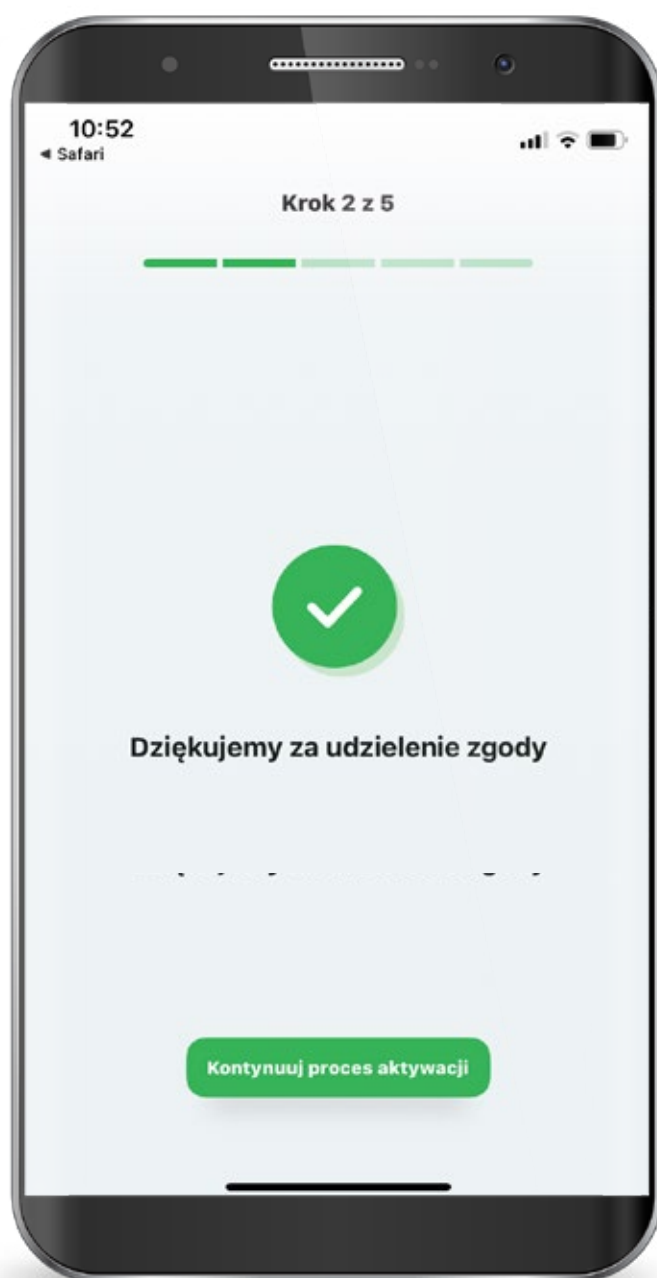 10:52
◀ Safari
Krok 2 z 5
Dziękujemy za udzielenie zgody
Kontynuuj proces aktywacji